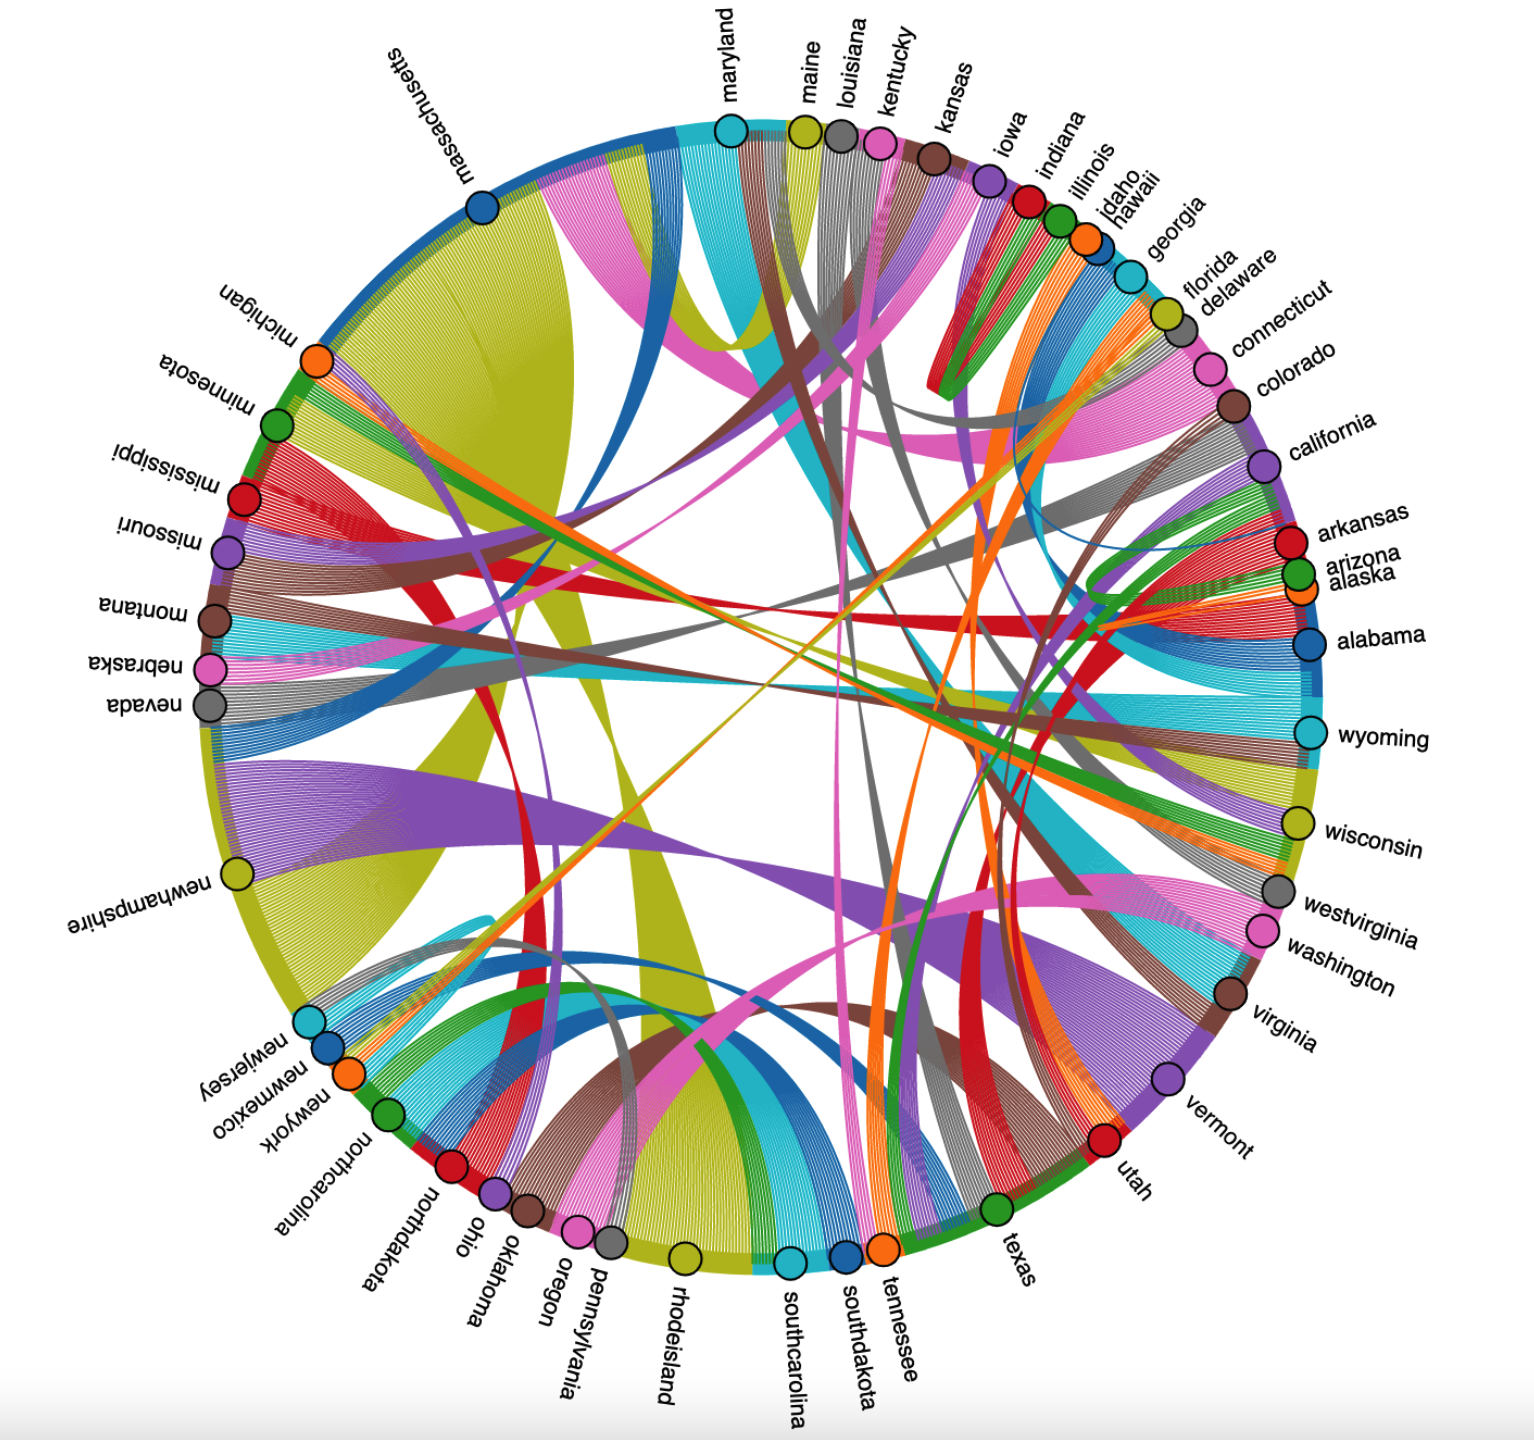 maryland
maine
louisiana
kentucky
kansas
iowa
indiana
illinois
idaho
hawaii
georgia
florida
delaware
connecticut
colorado
california
arkansas
arizona
alaska
alabama
wyoming
wisconsin
westvirginia
washington
virginia
vermont
utah
texas
tennessee
southdakota
southcarolina
rhodeisland
pennsylvania
oregon
oklahoma
ohio
northdakota
northcarolina
newyork
newmexico
newjersey
newhampshire
nevada
nebraska
montana
missouri
mississippi
minnesota
michigan
massachusetts